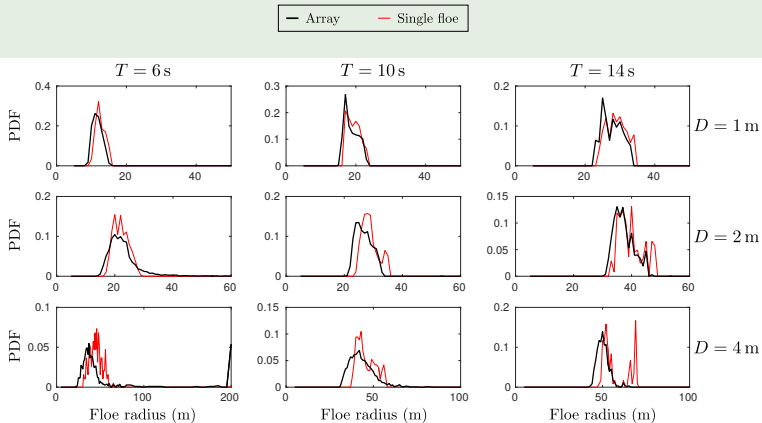 Array Single floe
T = 6 s T = 10 s T = 14 s
PDF 0.4 0.2 0 0 20 40
0.3 0.2 0.1 0 0 20 40
0.2 0.1 0 0 20 40 D = 1 m
PDF 0.2 0.1 0 0 20 40 60
0.2 0.1 0 0 20 40 60
0.15 0.1 0.05 0 0 20 40 60 D = 2 m
PDF 0.1 0.05 0 0 100 200
0.15 0.1 0.05 0 0 50 100
0.2 0.1 0 0 50 100 D = 4 m
Floe radius (m) Floe radius (m) Floe radius (m)